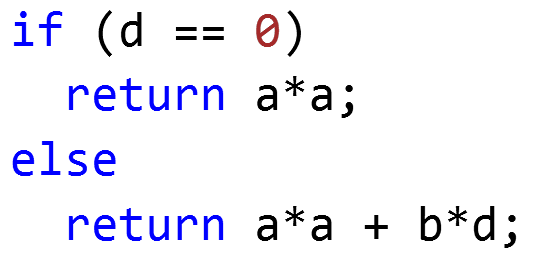 if (d == 0)
  return a*a;
else
  return a*a + b*d;